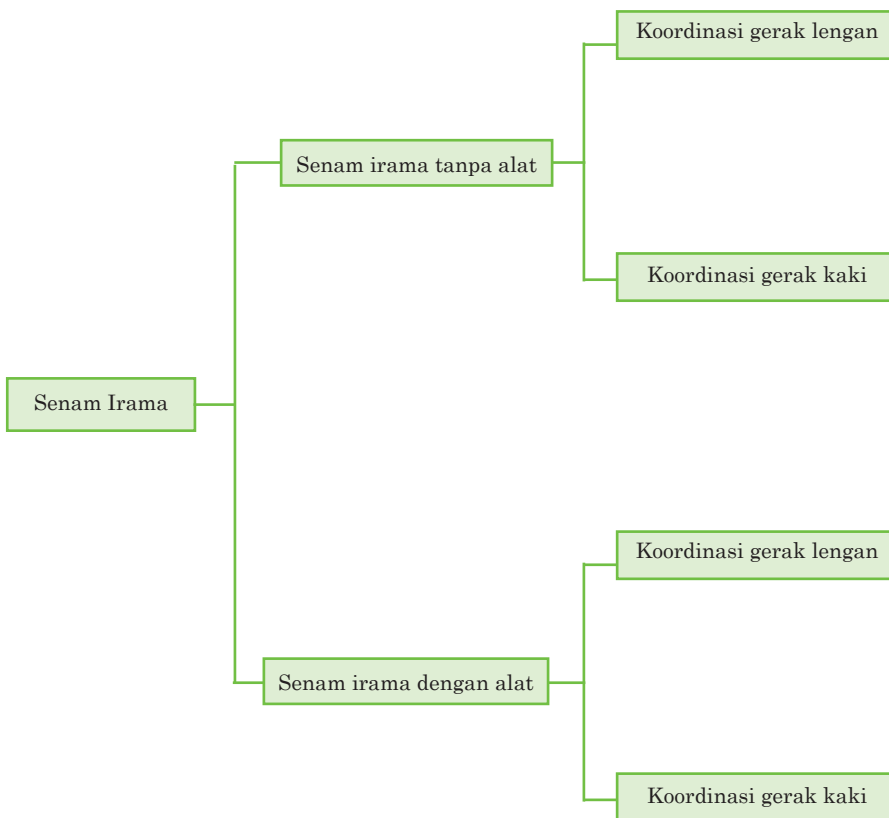 Koordinasi gerak lengan
Senam irama tanpa alat
Koordinasi gerak kaki
Senam Irama
Koordinasi gerak lengan
Senam irama dengan alat
Koordinasi gerak kaki